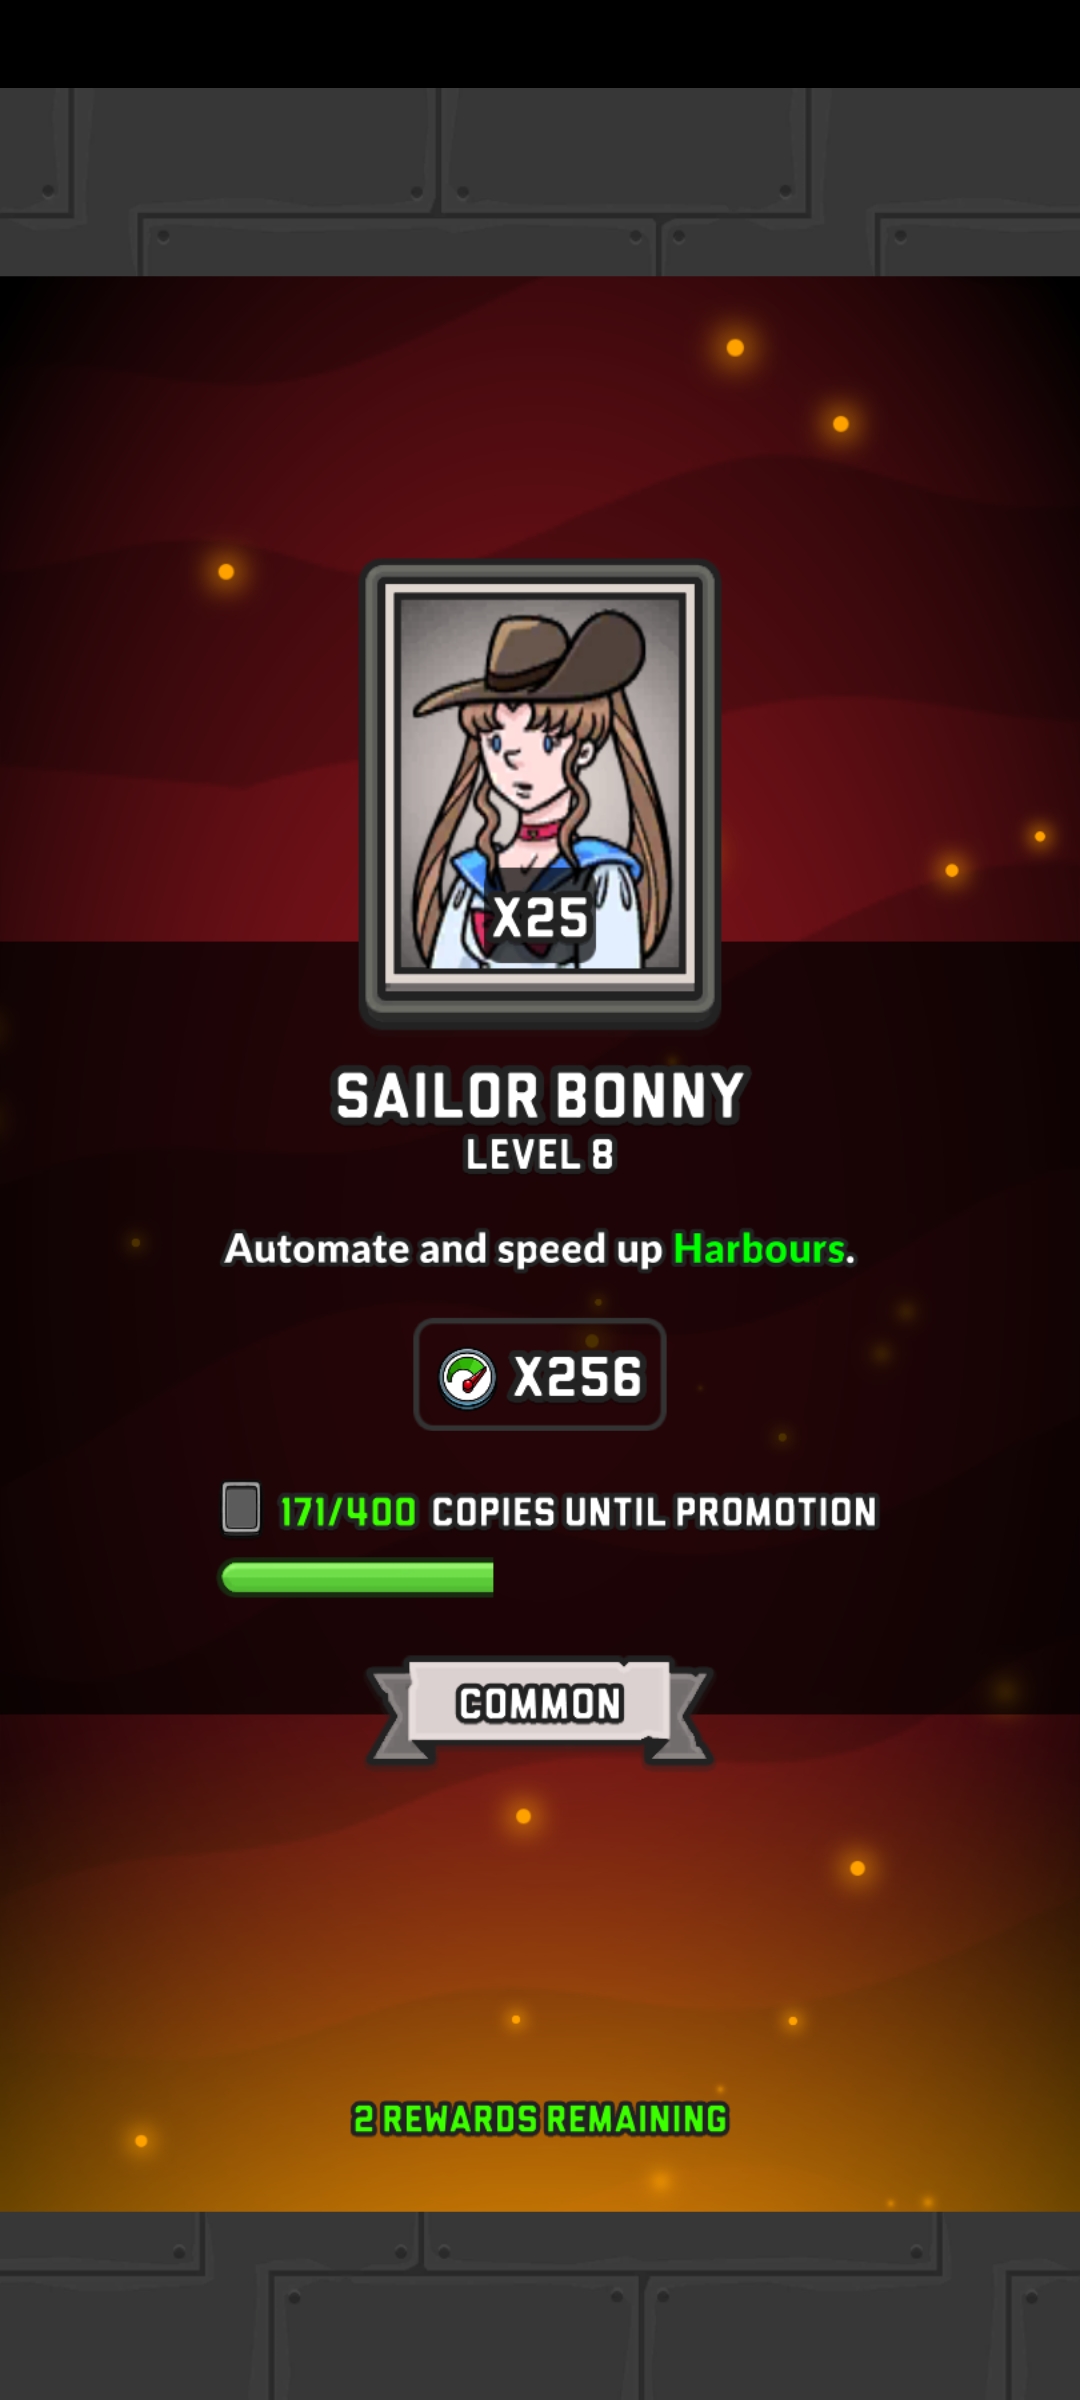 X25
SAILOR BONNY
LEVEL 8
Automate and speed up Harbours.
X256
171/400 COPIES UNTIL PROMOTION
COMMON
2 REWARDS REMAINING